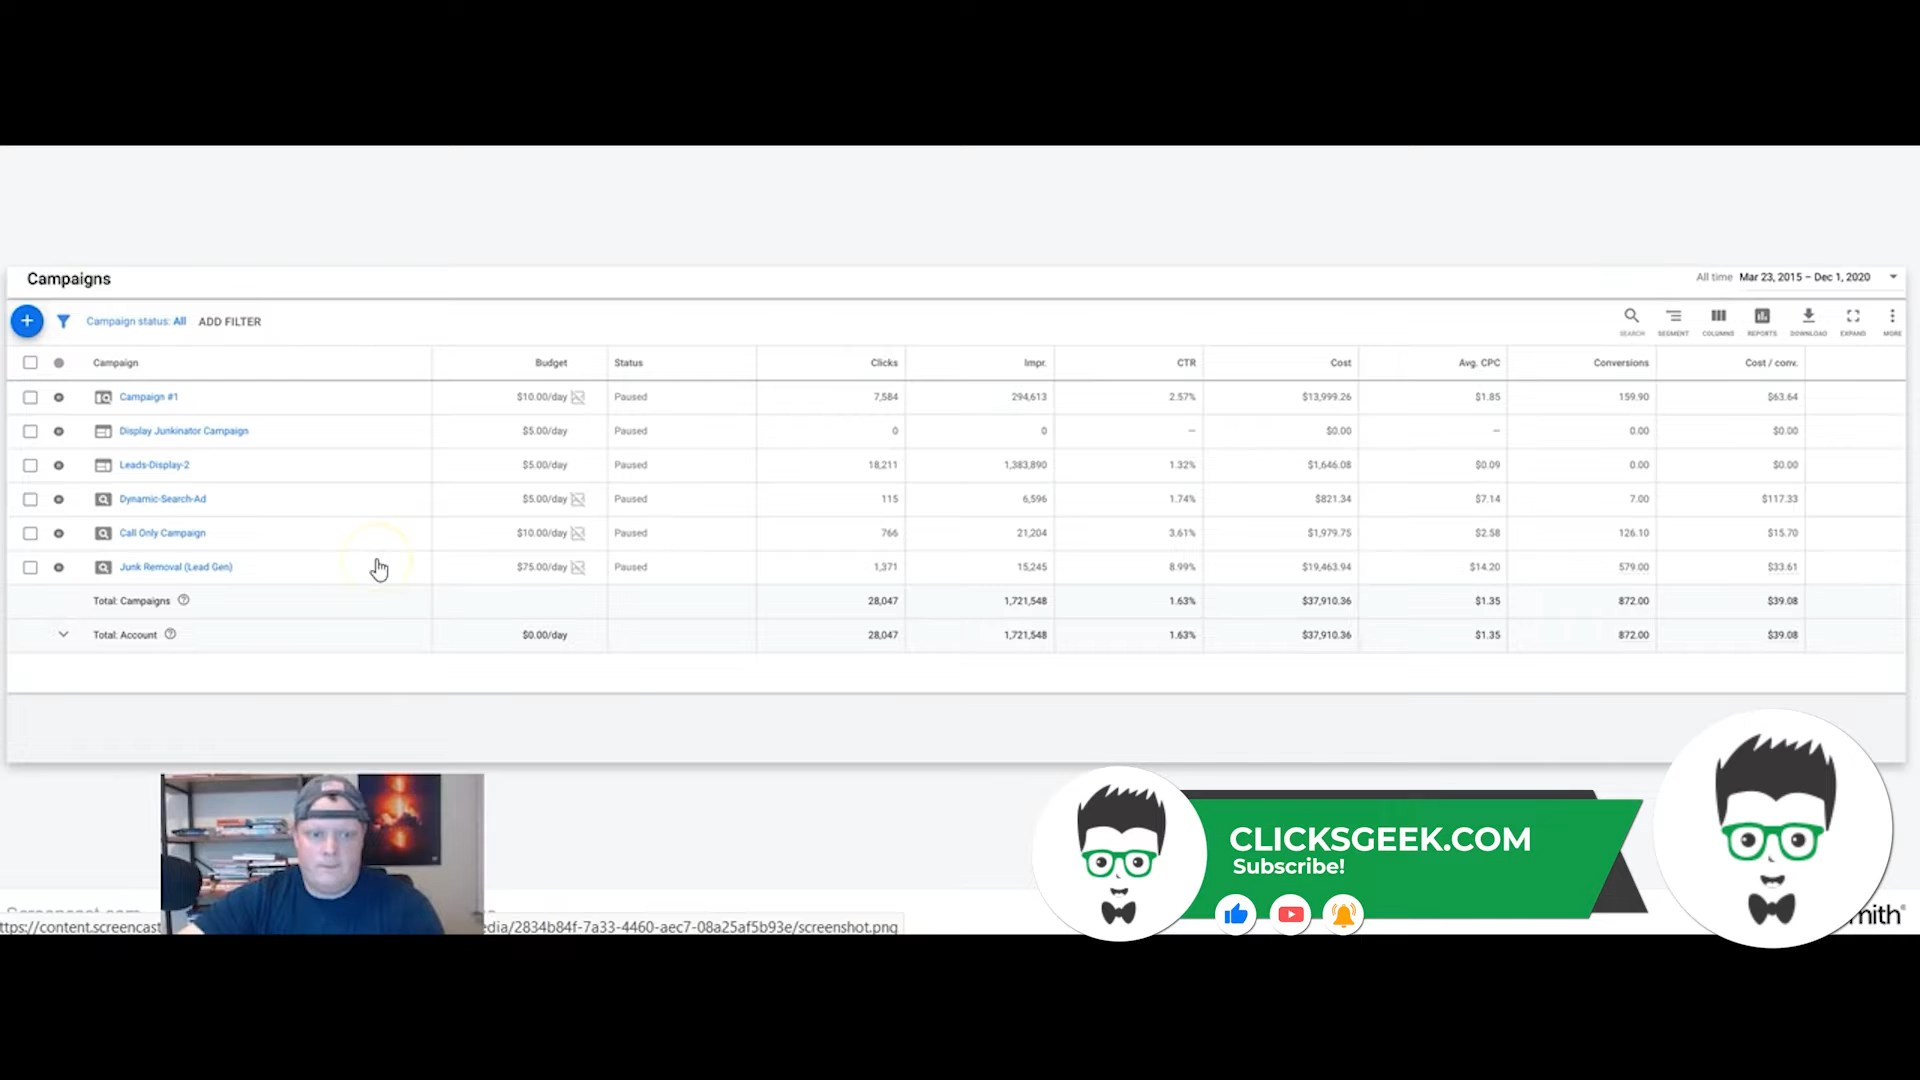 Campaigns
All time Mar 23, 2015 – Dec 1, 2020
Campaign status: All ADD FILTER
SEARCH SEGMENT COLUMNS REPORTS DOWNLOAD EXPAND MORE
Campaign Budget Status Clicks Impr. CTR Cost Avg. CPC Conversions Cost / conv.
Campaign #1 $10.00/day Paused 7,584 294,613 2.57% $13,999.26 $1.85 159.90 $63.64
Display Junkinator Campaign $5.00/day Paused 0 0 – $0.00 – 0.00 $0.00
Leads-Display-2 $5.00/day Paused 18,211 1,383,890 1.32% $1,646.08 $0.09 0.00 $0.00
Dynamic-Search-Ad $5.00/day Paused 115 6,596 1.74% $821.34 $7.14 7.00 $117.33
Call Only Campaign $10.00/day Paused 766 21,204 3.61% $1,979.75 $2.58 126.10 $15.70
Junk Removal (Lead Gen) $75.00/day Paused 1,371 15,245 8.99% $19,463.94 $14.20 579.00 $33.61
Total: Campaigns 28,047 1,721,548 1.63% $37,910.36 $1.35 872.00 $39.08
Total: Account $0.00/day 28,047 1,721,548 1.63% $37,910.36 $1.35 872.00 $39.08
CLICKSGEEK.COM
Subscribe!
ttps://content.screencast edia/2834b84f-7a33-4460-aec7-08a25af5b93e/screenshot.png